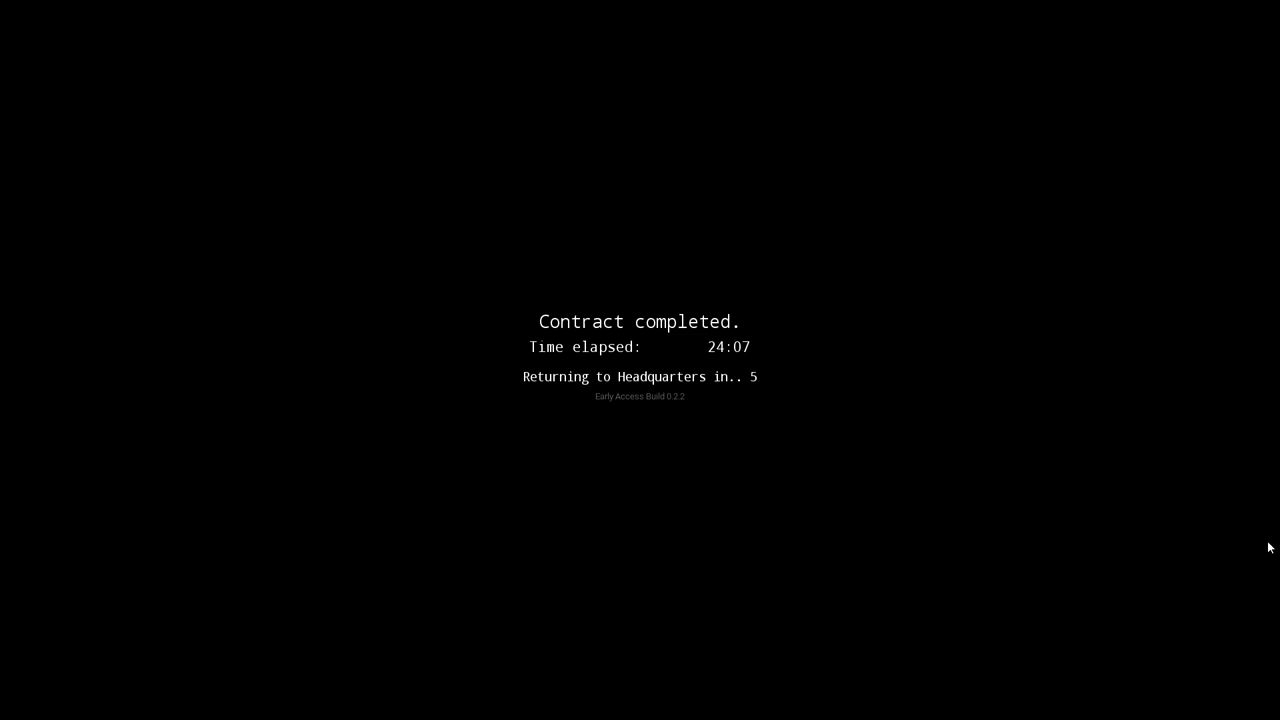 Contract completed.
Time elapsed: 24:07
Returning to Headquarters in.. 5
Early Access Build 0.2.2